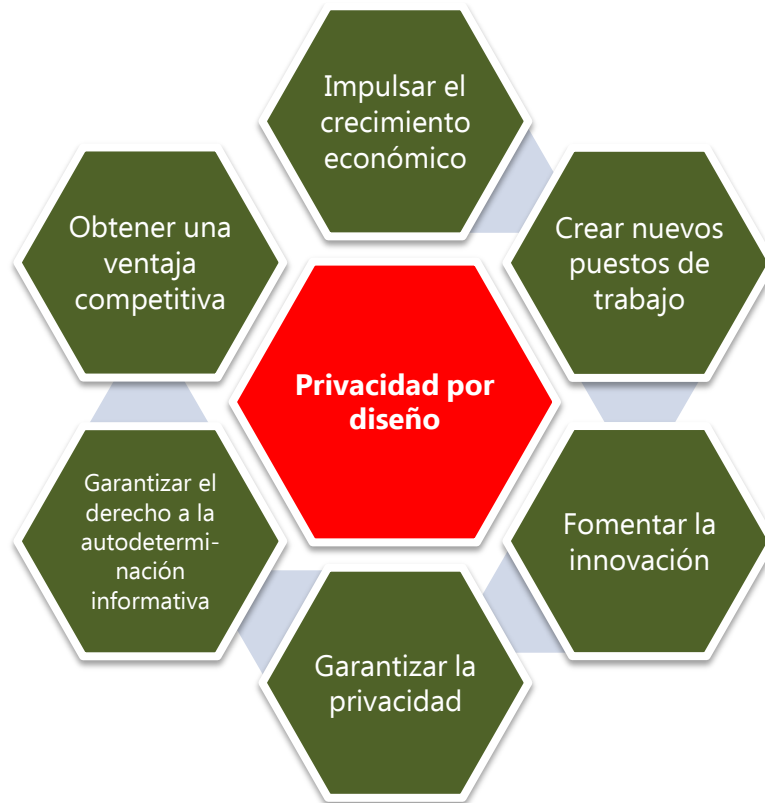 Impulsar el
crecimiento
económico
Crear nuevos
puestos de
trabajo
Fomentar la
innovación
Garantizar la
privacidad
Garantizar el
derecho a la
autodetermi-
nación
informativa
Obtener una
ventaja
competitiva
Privacidad por
diseño